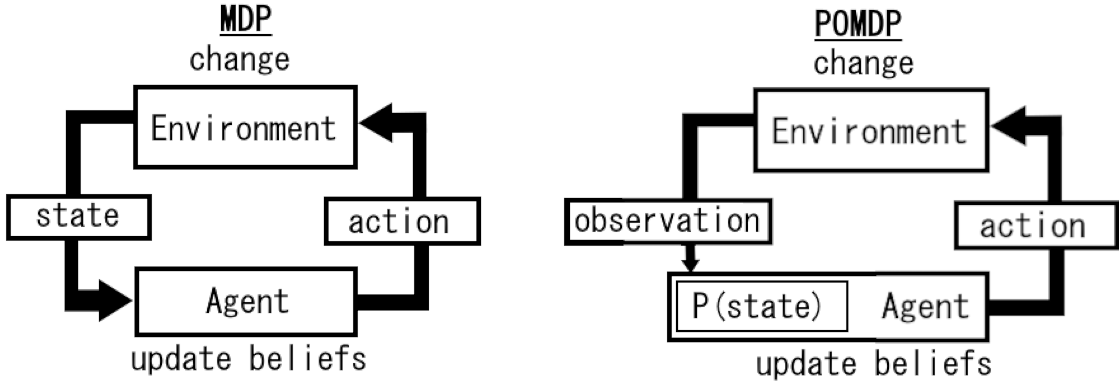 MDP
change
Environment
state
action
Agent
update beliefs
POMDP
change
Environment
observation
action
P(state)
Agent
update beliefs